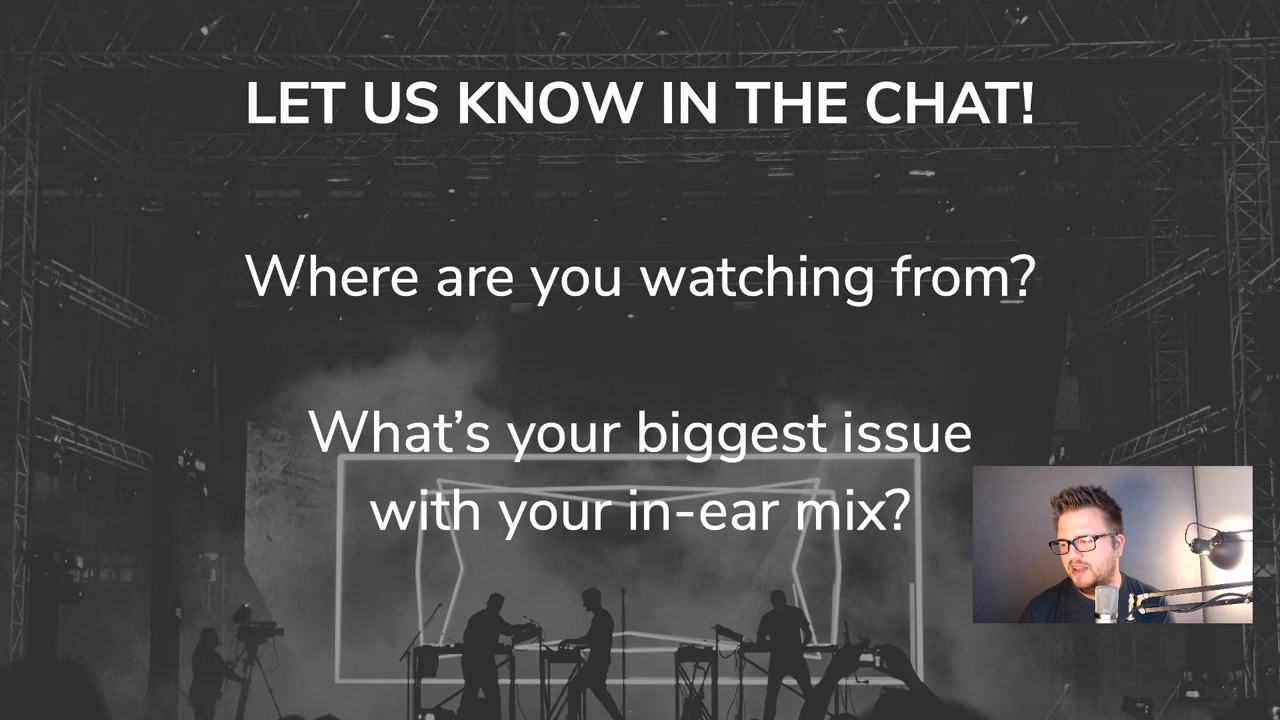 LET US KNOW IN THE CHAT!
Where are you watching from?
What’s your biggest issue
with your in-ear mix?